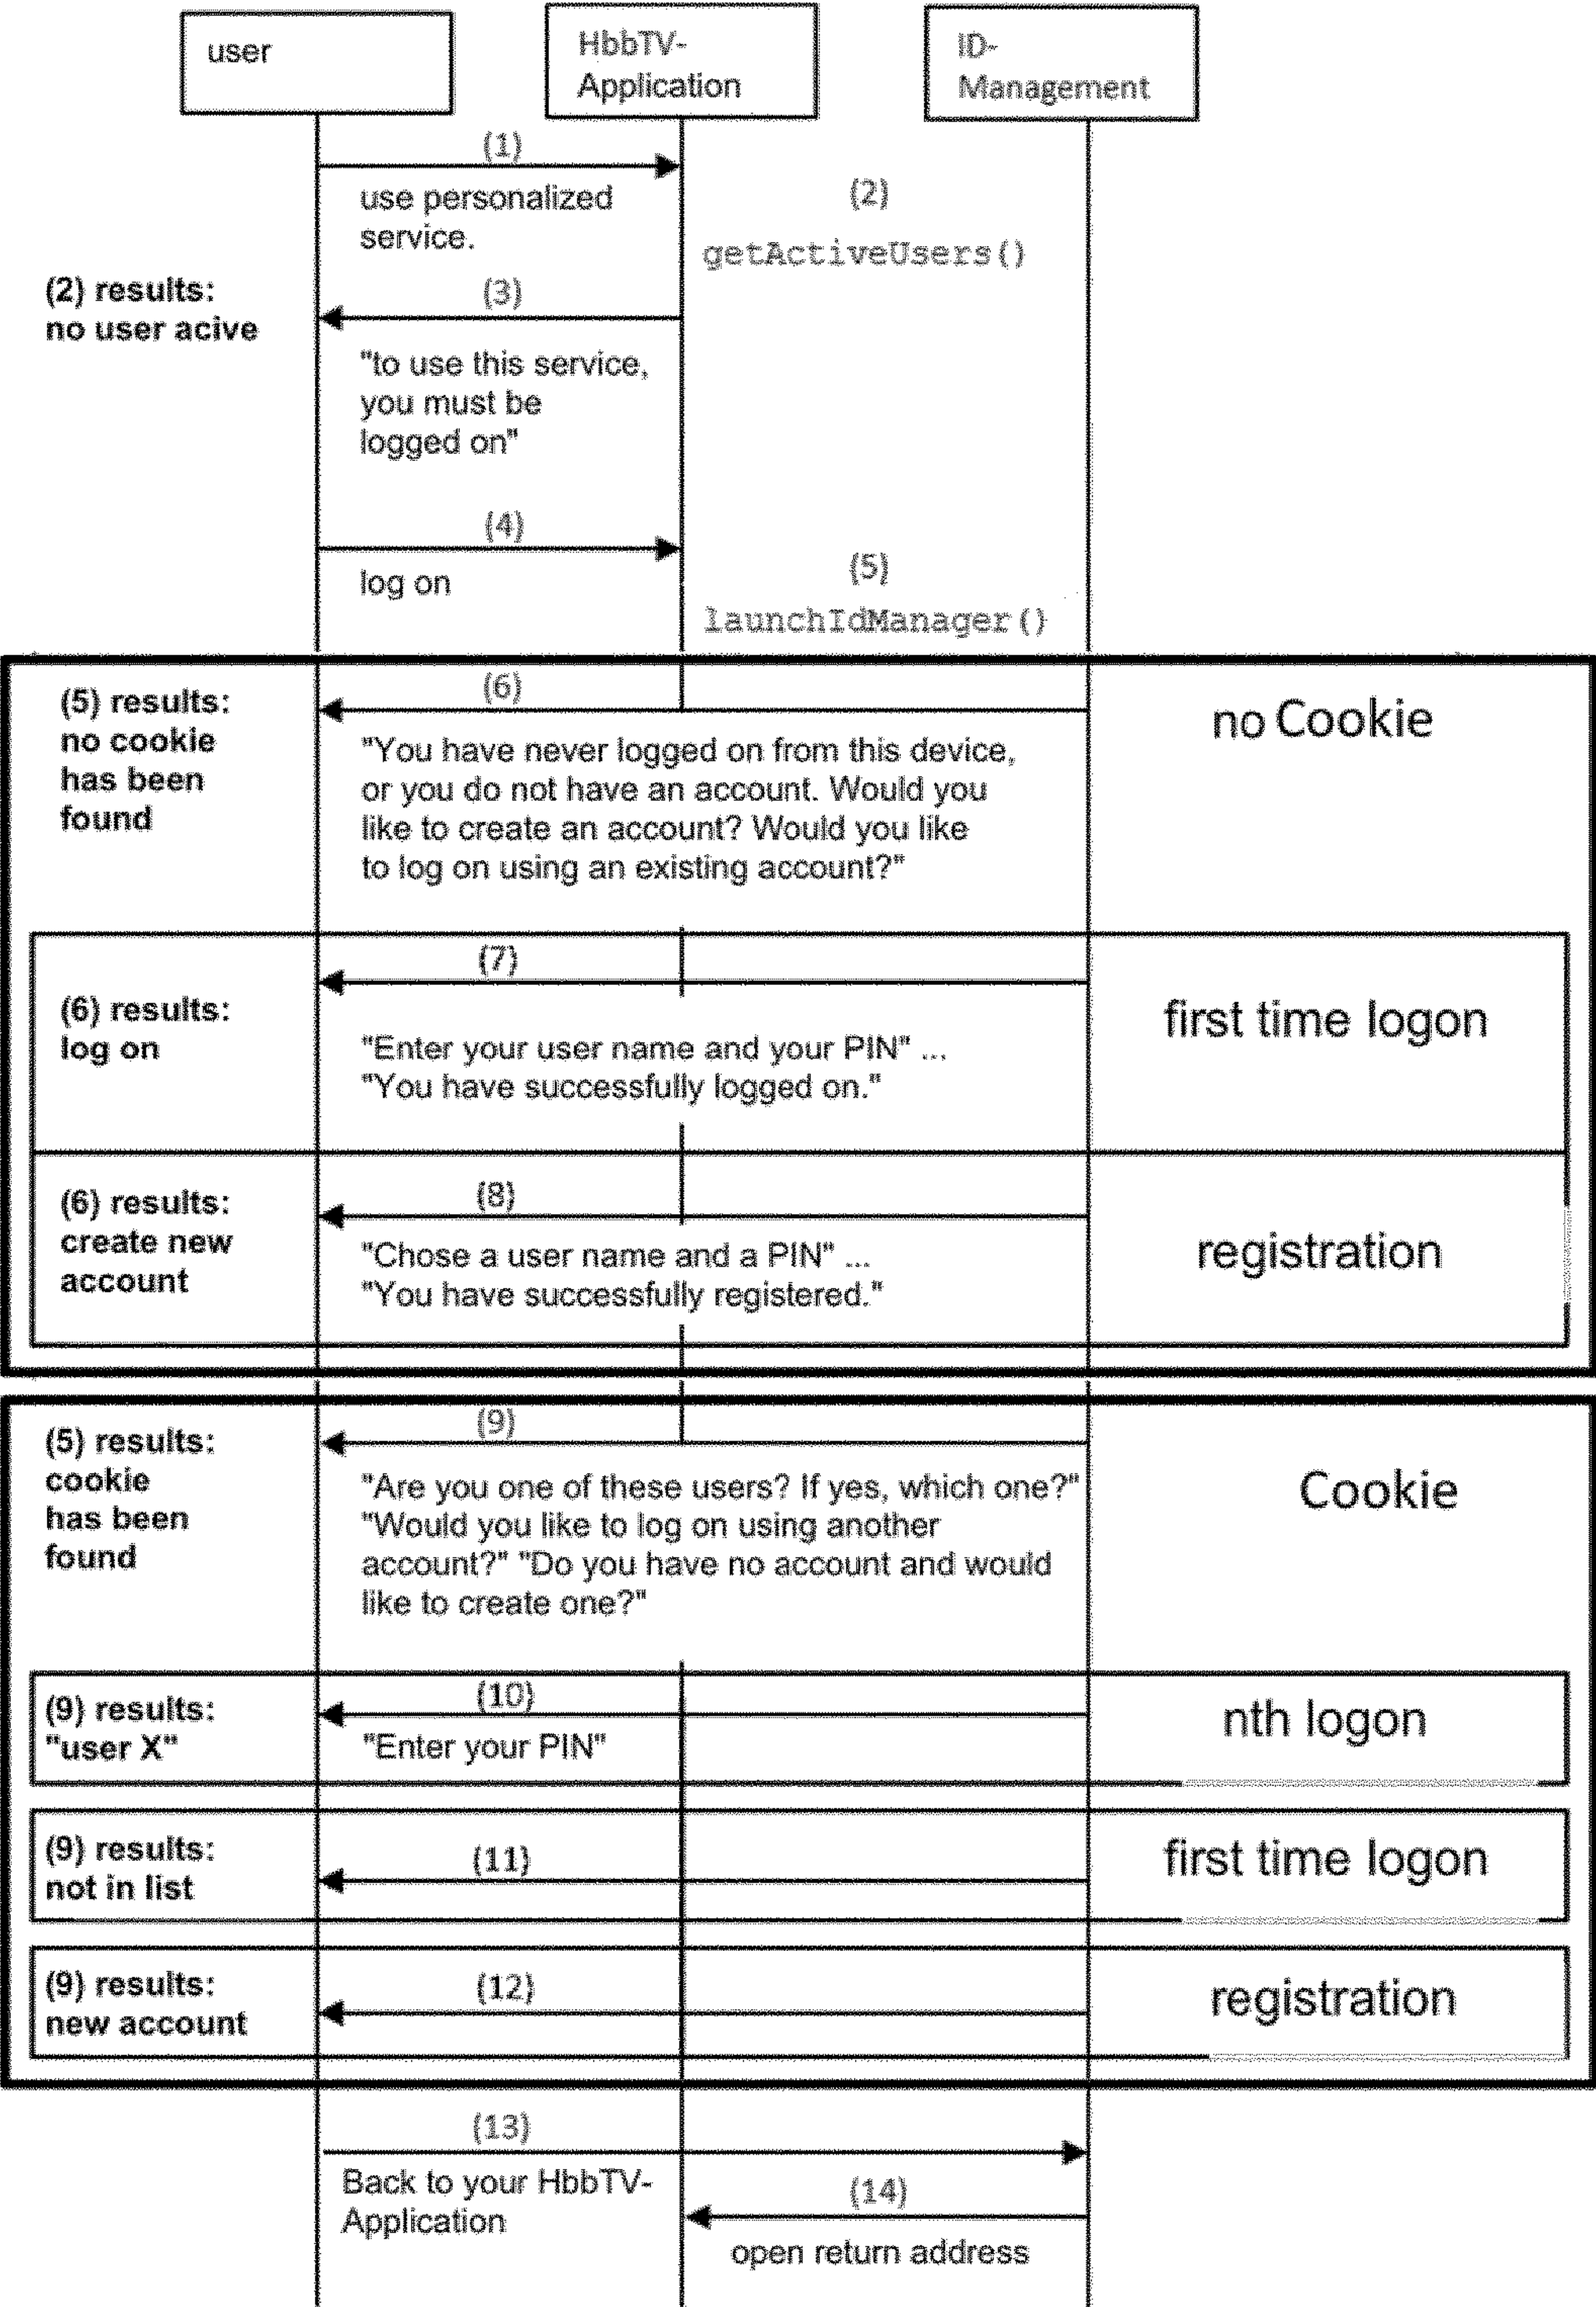 user
HbbTV-
Application
ID-
Management
(1)
use personalized
service.
(2)
getActiveUsers()
(2) results:
no user acive
(3)
"to use this service,
you must be
logged on"
(4)
log on
(5)
launchIdManager()
(5) results:
no cookie
has been
found
(6)
"You have never logged on from this device,
or you do not have an account. Would you
like to create an account? Would you like
to log on using an existing account?"
no Cookie
(6) results:
log on
(7)
"Enter your user name and your PIN" ...
"You have successfully logged on."
first time logon
(6) results:
create new
account
(8)
"Chose a user name and a PIN" ...
"You have successfully registered."
registration
(5) results:
cookie
has been
found
(9)
"Are you one of these users? If yes, which one?"
"Would you like to log on using another
account?" "Do you have no account and would
like to create one?"
Cookie
(9) results:
"user X"
(10)
"Enter your PIN"
nth logon
(9) results:
not in list
(11)
first time logon
(9) results:
new account
(12)
registration
(13)
Back to your HbbTV-
Application
(14)
open return address